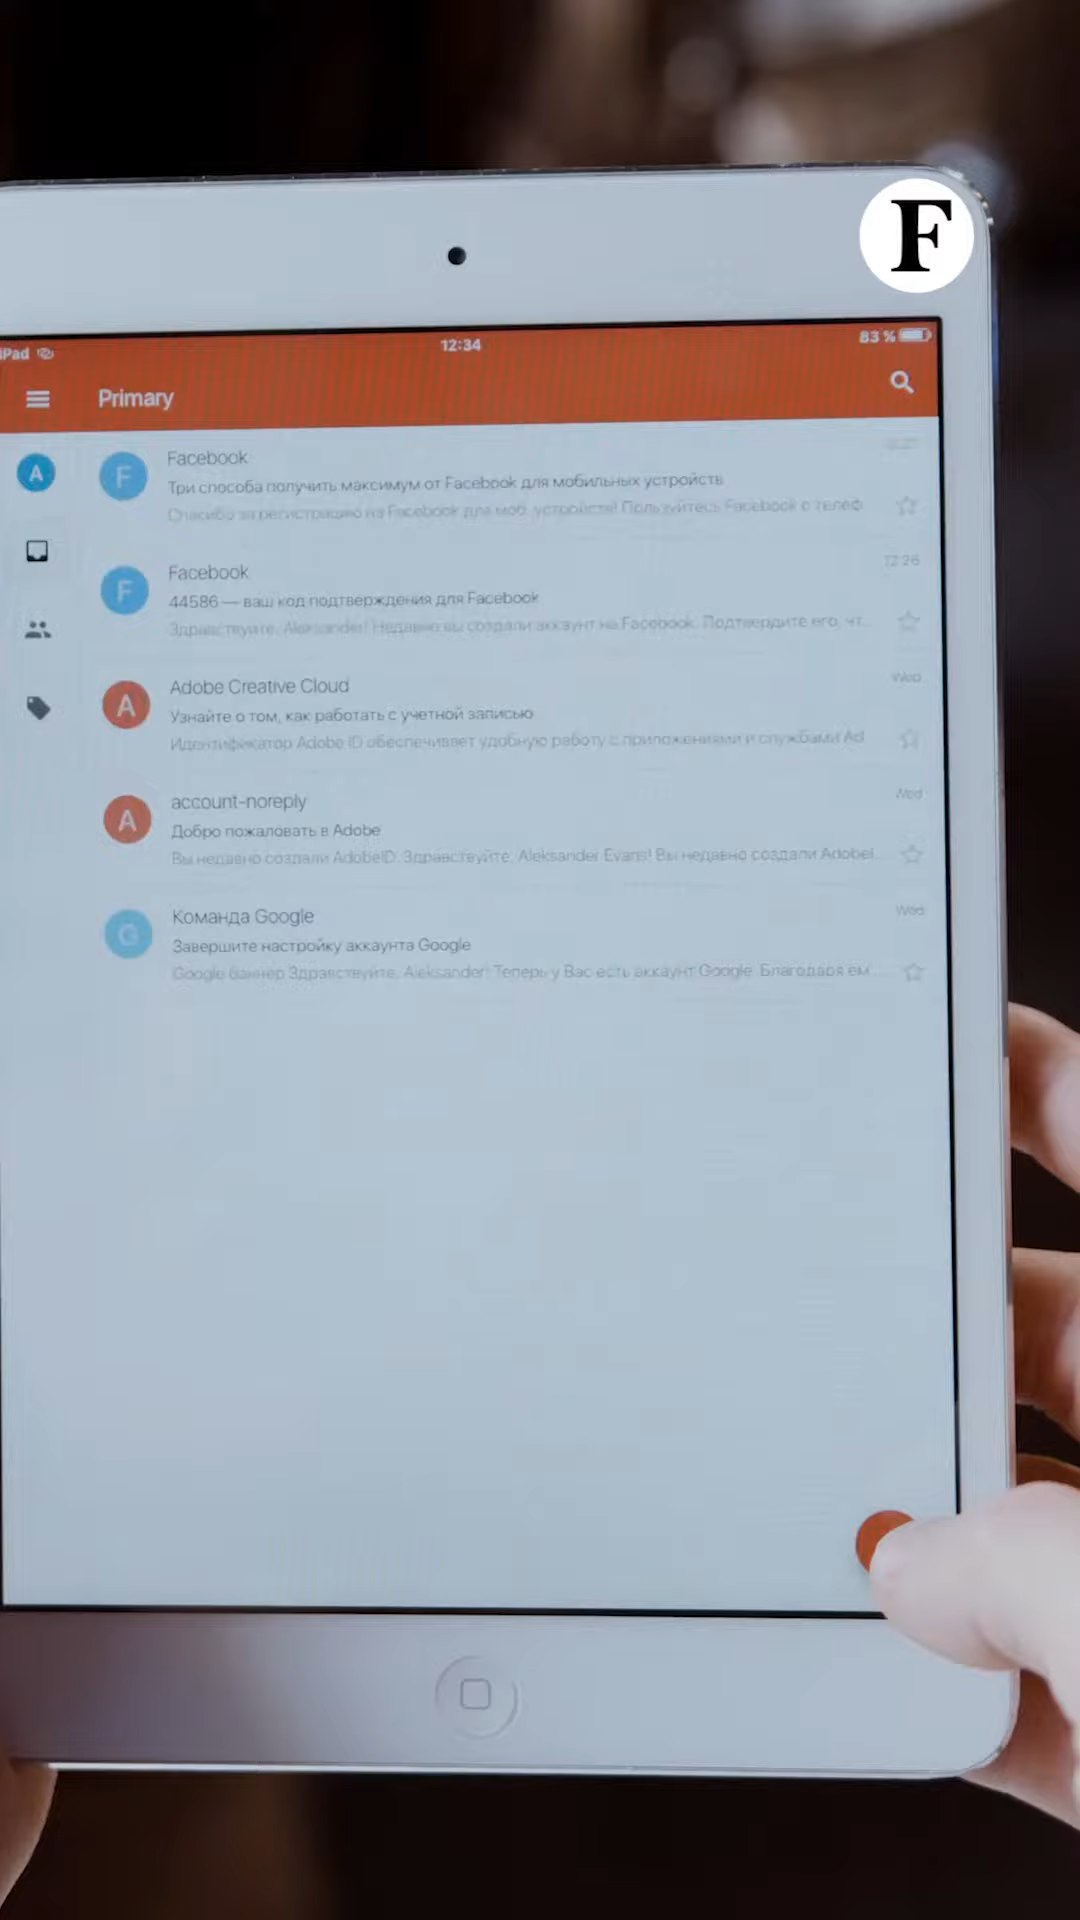 F
iPad
12:34
83 %
Primary
A
F
Facebook
Три способа получить максимум от Facebook для мобильных устройств
Спасибо за регистрацию на Facebook для моб. устройств! Пользуйтесь Facebook с телеф
F
Facebook
12:26
44586 — ваш код подтверждения для Facebook
Здравствуйте, Aleksander! Недавно вы создали аккаунт на Facebook. Подтвердите его, чт...
A
Adobe Creative Cloud
Wed
Узнайте о том, как работать с учетной записью
Идентификатор Adobe ID обеспечивает удобную работу с приложениями и службами Ad
A
account-noreply
Wed
Добро пожаловать в Adobe
Вы недавно создали AdobeID. Здравствуйте, Aleksander Evans! Вы недавно создали AdobeI...
G
Команда Google
Wed
Завершите настройку аккаунта Google
Google баннер Здравствуйте, Aleksander! Теперь у Вас есть аккаунт Google. Благодаря ем...